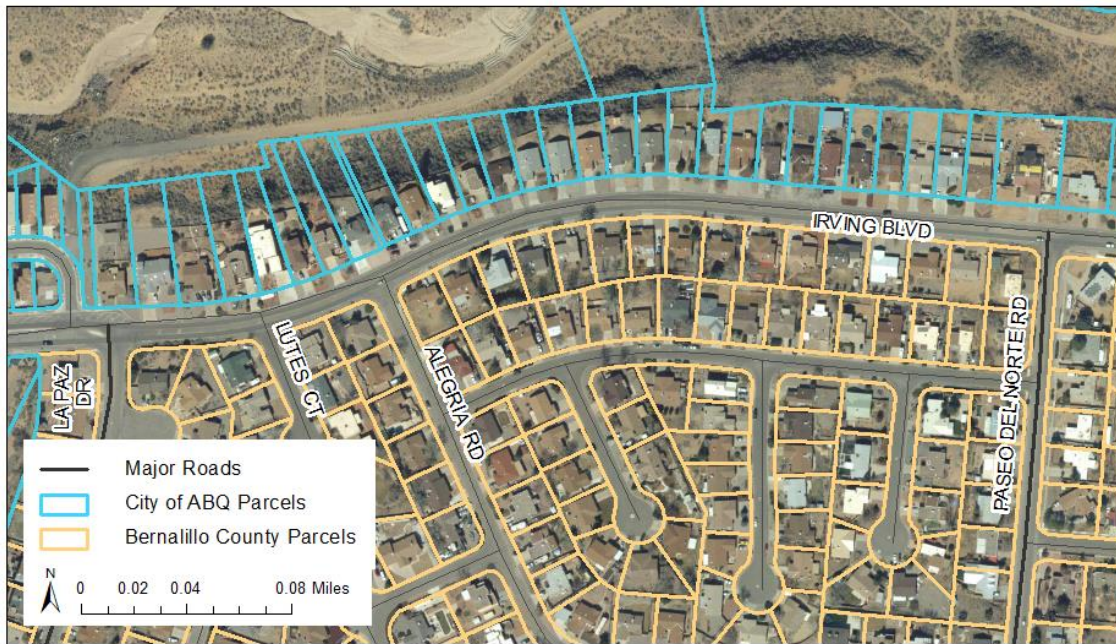 IRVING BLVD
PASEO DEL NORTE RD
LUTES CT
ALEGRIA RD
LA PAZ
DR
Major Roads
City of ABQ Parcels
Bernalillo County Parcels
N
0 0.02 0.04 0.08 Miles